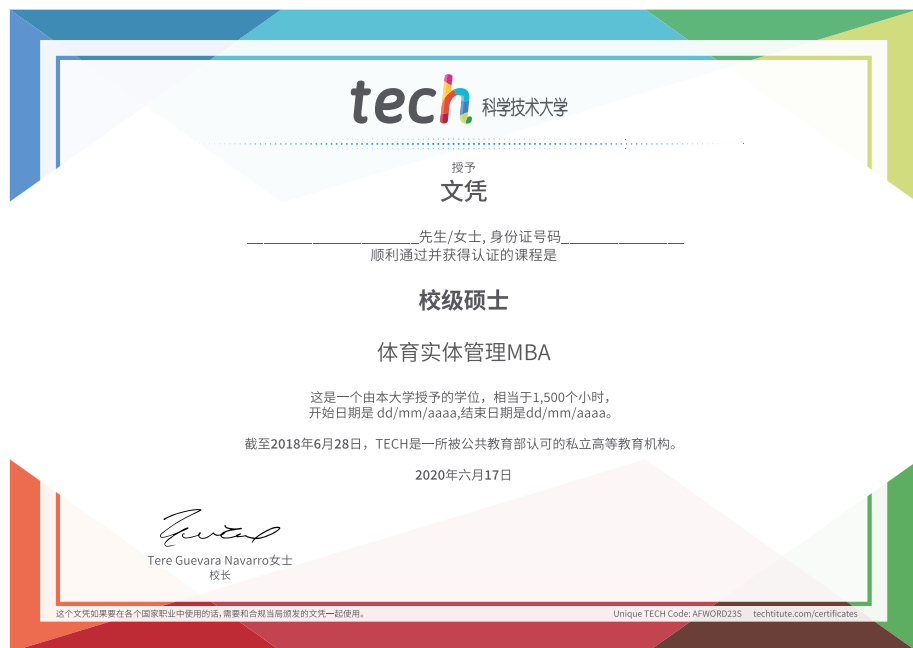 tech 科学技术大学
授予
文凭
______________________先生/女士, 身份证号码________________
顺利通过并获得认证的课程是
校级硕士
体育实体管理MBA
这是一个由本大学授予的学位，相当于1,500个小时，
开始日期是 dd/mm/aaaa,结束日期是dd/mm/aaaa。
截至2018年6月28日，TECH是一所被公共教育部认可的私立高等教育机构。
2020年六月17日
Tere Guevara Navarro女士
校长
这个文凭如果要在各个国家职业中使用的话,需要和合规当局颁发的文凭一起使用。
Unique TECH Code: AFWORD23S techtitute.com/certificates